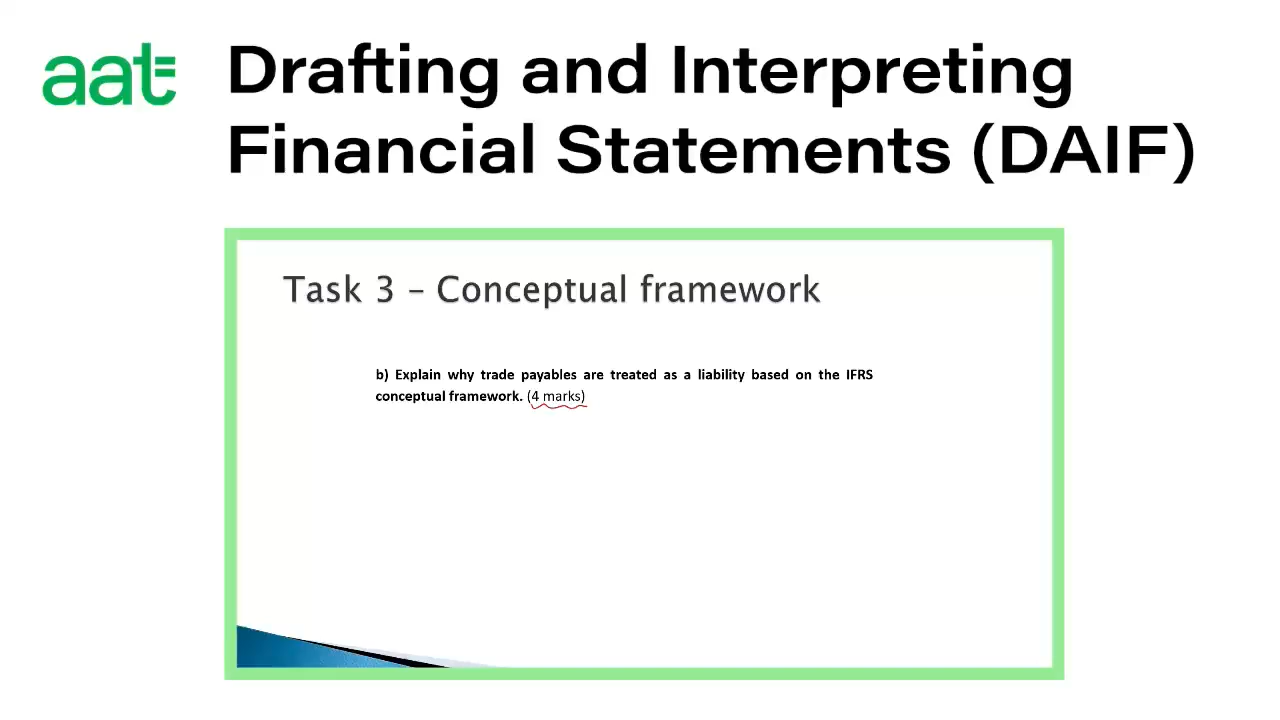 aat
Drafting and Interpreting
Financial Statements (DAIF)
Task 3 – Conceptual framework
b) Explain why trade payables are treated as a liability based on the IFRS
conceptual framework. (4 marks)